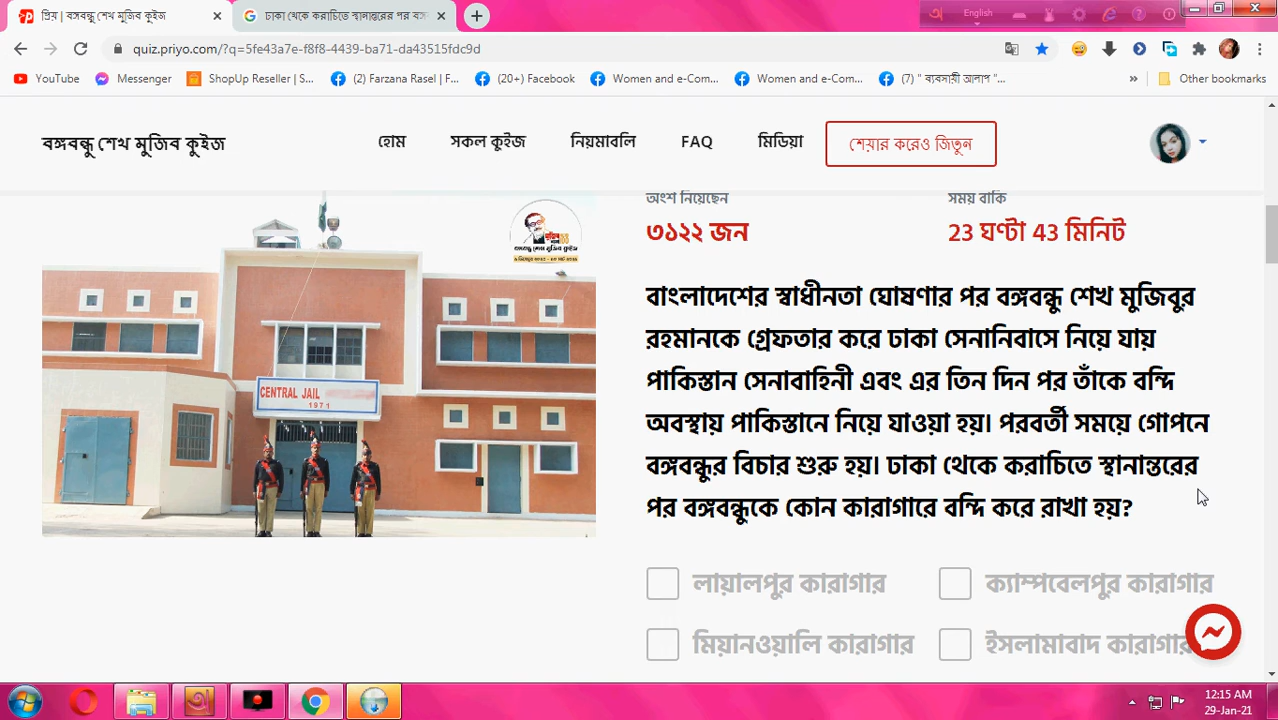 প্রিয় | বঙ্গবন্ধু শেখ মুজিব কুইজ
ঢাকা থেকে করাচিতে স্থানান্তরের পর বঙ্গ
English
quiz.priyo.com/?q=5fe43a7e-f8f8-4439-ba71-da43515fdc9d
YouTube
Messenger
ShopUp Reseller | S...
(2) Farzana Rasel | F...
(20+) Facebook
Women and e-Com...
Women and e-Com...
(7) " ব্যবসায়ী আলাপ "...
Other bookmarks
বঙ্গবন্ধু শেখ মুজিব কুইজ
হোম
সকল কুইজ
নিয়মাবলি
FAQ
মিডিয়া
শেয়ার করেও জিতুন
অংশ নিয়েছেন
সময় বাকি
৩১২২ জন
23 ঘণ্টা 43 মিনিট
CENTRAL JAIL
1971
বঙ্গবন্ধু শেখ মুজিব কুইজ
বাংলাদেশের স্বাধীনতা ঘোষণার পর বঙ্গবন্ধু শেখ মুজিবুর
রহমানকে গ্রেফতার করে ঢাকা সেনানিবাসে নিয়ে যায়
পাকিস্তান সেনাবাহিনী এবং এর তিন দিন পর তাঁকে বন্দি
অবস্থায় পাকিস্তানে নিয়ে যাওয়া হয়। পরবর্তী সময়ে গোপনে
বঙ্গবন্ধুর বিচার শুরু হয়। ঢাকা থেকে করাচিতে স্থানান্তরের
পর বঙ্গবন্ধুকে কোন কারাগারে বন্দি করে রাখা হয়?
লায়ালপুর কারাগার
ক্যাম্পবেলপুর কারাগার
মিয়ানওয়ালি কারাগার
ইসলামাবাদ কারাগার
12:15 AM
29-Jan-21